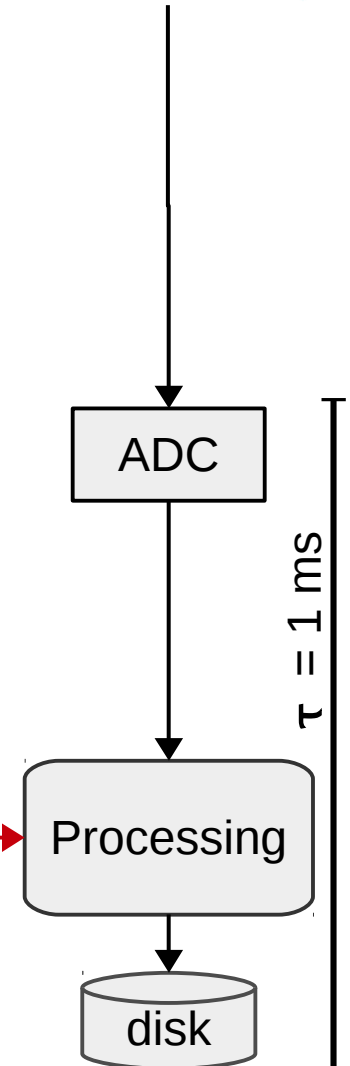 ADC
τ = 1 ms
Processing
disk